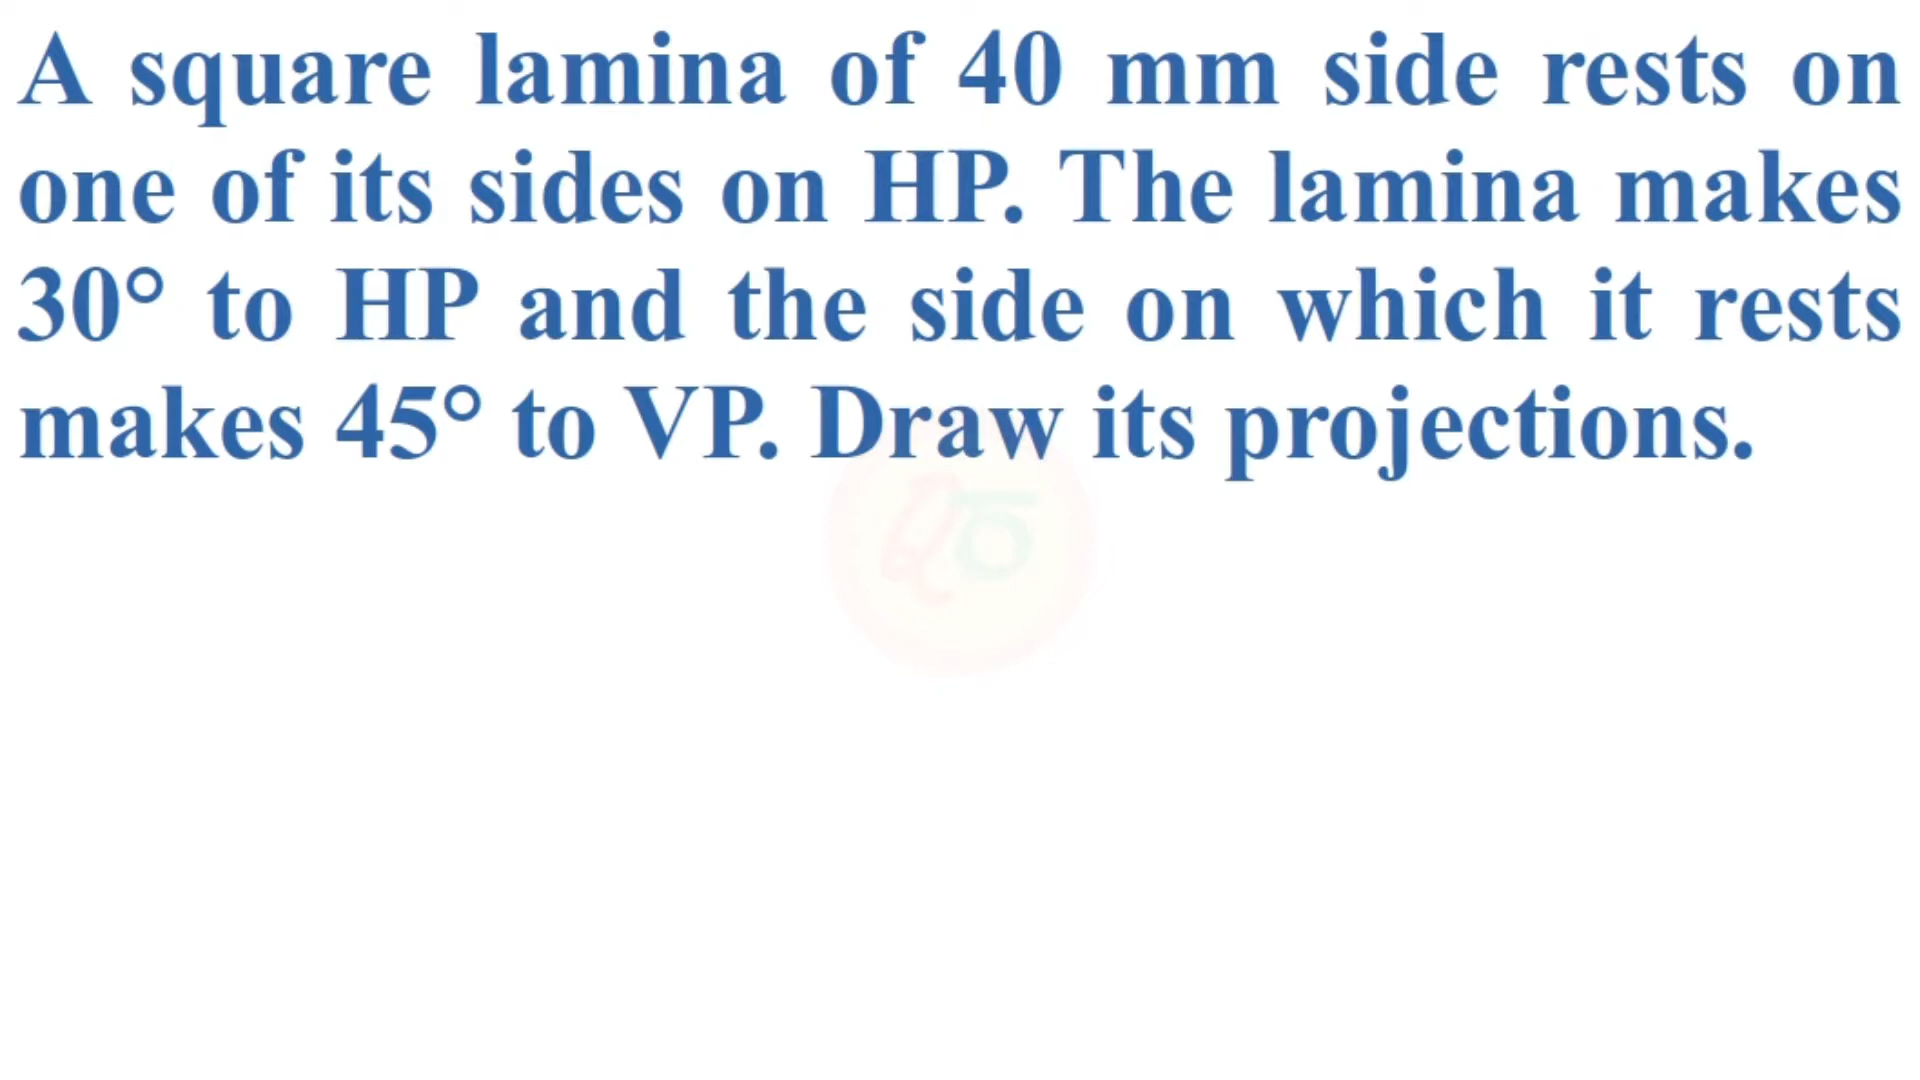 A square lamina of 40 mm side rests on
one of its sides on HP. The lamina makes
30° to HP and the side on which it rests
makes 45° to VP. Draw its projections.